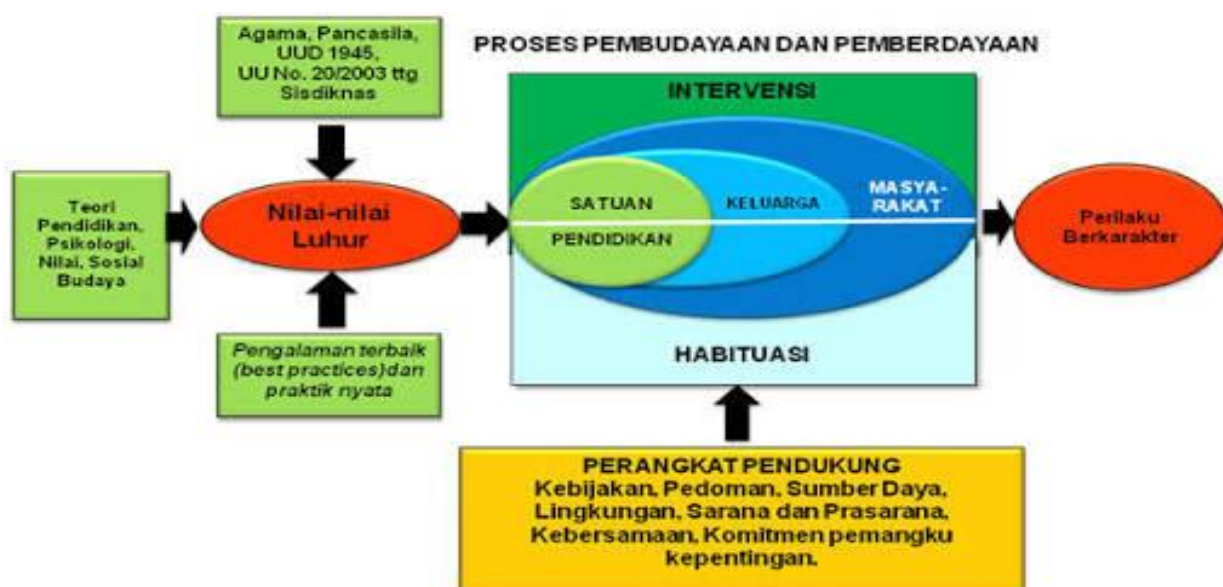 Agama, Pancasila,
UUD 1945,
UU No. 20/2003 ttg
Sisdiknas
PROSES PEMBUDAYAAN DAN PEMBERDAYAAN
INTERVENSI
Teori
Pendidikan,
Psikologi,
Nilai, Sosial
Budaya
Nilai-nilai
Luhur
SATUAN
PENDIDIKAN
KELUARGA
MASYA-
RAKAT
Perilaku
Berkarakter
Pengalaman terbaik
(best practices)dan
praktik nyata
HABITUASI
PERANGKAT PENDUKUNG
Kebijakan, Pedoman, Sumber Daya,
Lingkungan, Sarana dan Prasarana,
Kebersamaan, Komitmen pemangku
kepentingan.